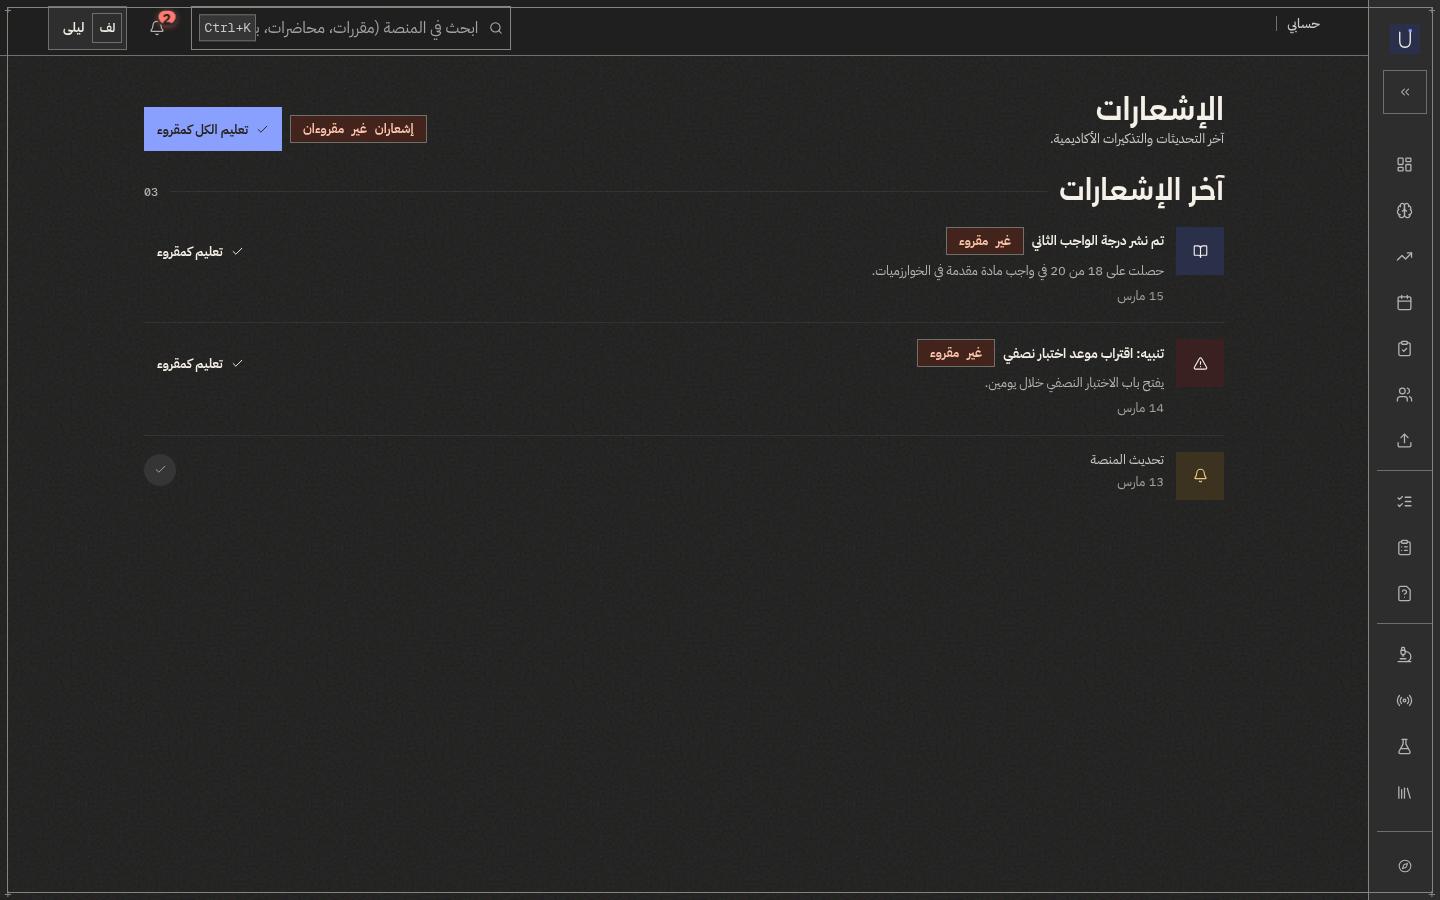 حسابي
ابحث في المنصة (مقررات، محاضرات، ب
Ctrl+K
2
لف
ليلى
الإشعارات
آخر التحديثات والتذكيرات الأكاديمية.
إشعاران غير مقروءان
تعليم الكل كمقروء
آخر الإشعارات
03
تم نشر درجة الواجب الثاني
غير مقروء
حصلت على 18 من 20 في واجب مادة مقدمة في الخوارزميات.
15 مارس
تعليم كمقروء
تنبيه: اقتراب موعد اختبار نصفي
غير مقروء
يفتح باب الاختبار النصفي خلال يومين.
14 مارس
تعليم كمقروء
تحديث المنصة
13 مارس